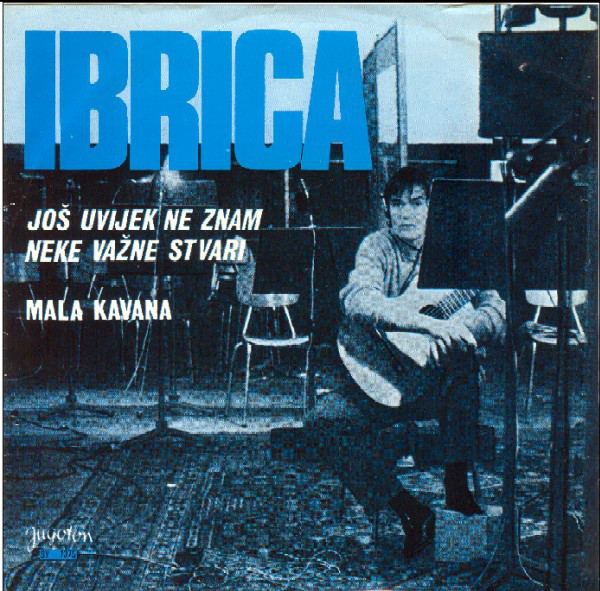 IBRICA
JOŠ UVIJEK NE ZNAM
NEKE VAŽNE STVARI
MALA KAVANA
Jugoton